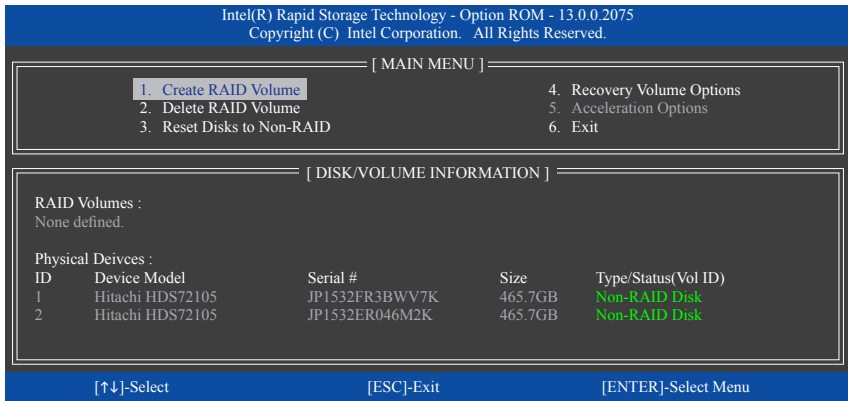 Intel(R) Rapid Storage Technology - Option ROM - 13.0.0.2075
Copyright (C) Intel Corporation. All Rights Reserved.
[ MAIN MENU ]
1. Create RAID Volume
2. Delete RAID Volume
3. Reset Disks to Non-RAID
4. Recovery Volume Options
5. Acceleration Options
6. Exit
[ DISK/VOLUME INFORMATION ]
RAID Volumes :
None defined.
Physical Deivces :
ID Device Model Serial # Size Type/Status(Vol ID)
1 Hitachi HDS72105 JP1532FR3BWV7K 465.7GB Non-RAID Disk
2 Hitachi HDS72105 JP1532ER046M2K 465.7GB Non-RAID Disk
[↑↓]-Select [ESC]-Exit [ENTER]-Select Menu